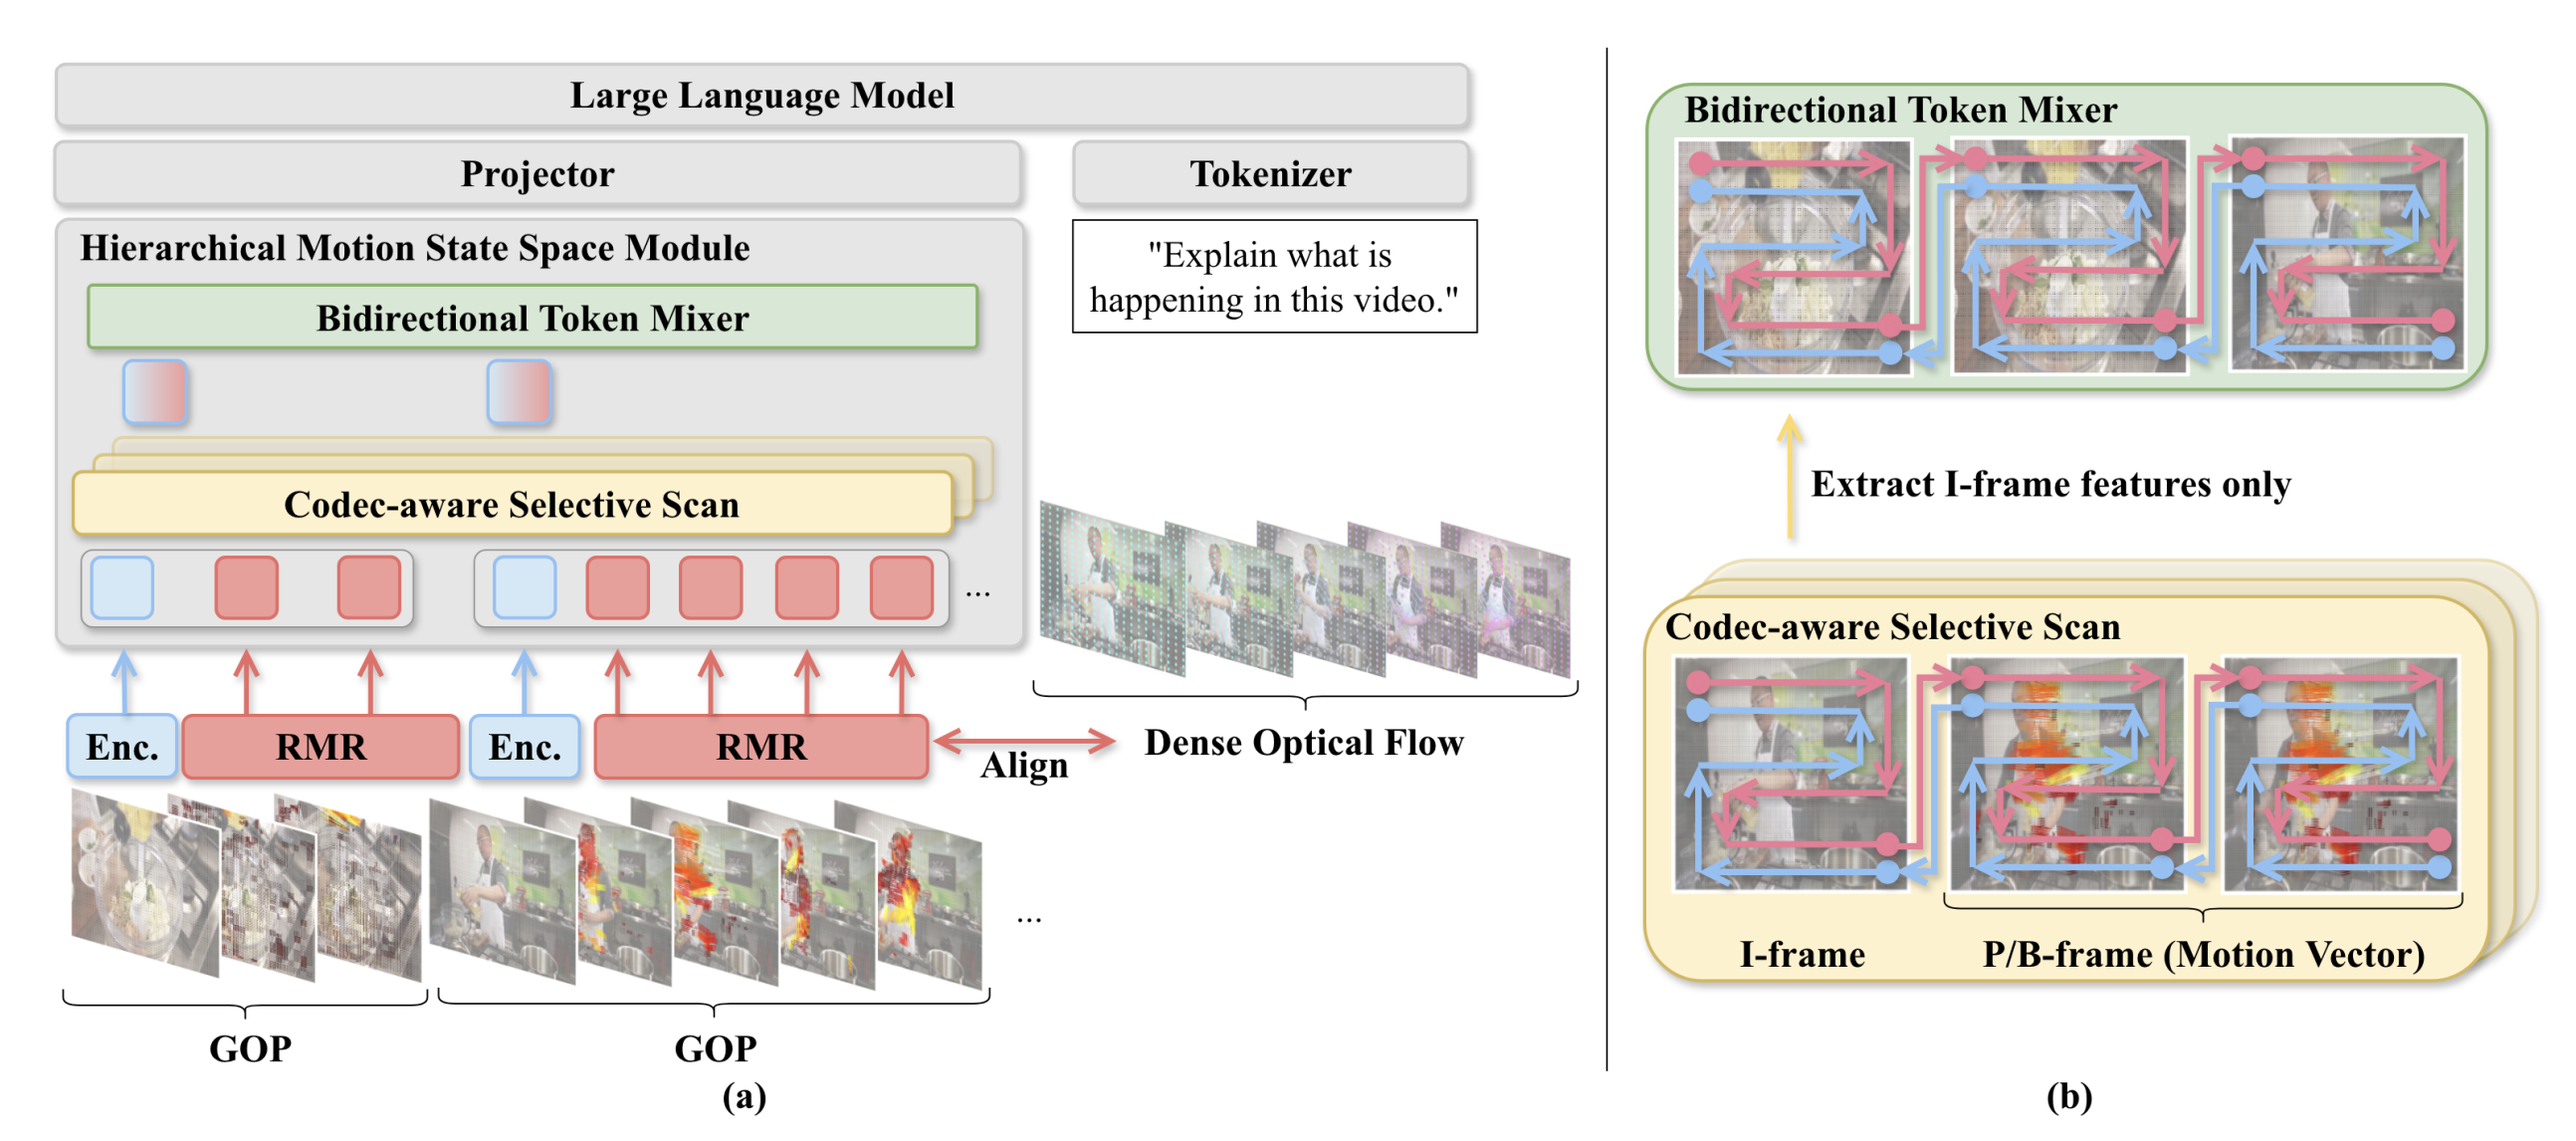 Large Language Model
Projector
Tokenizer
Hierarchical Motion State Space Module
"Explain what is
happening in this video."
Bidirectional Token Mixer
Codec-aware Selective Scan
...
Enc.
RMR
Enc.
RMR
Align
Dense Optical Flow
...
GOP
GOP
(a)
Bidirectional Token Mixer
Extract I-frame features only
Codec-aware Selective Scan
I-frame
P/B-frame (Motion Vector)
(b)